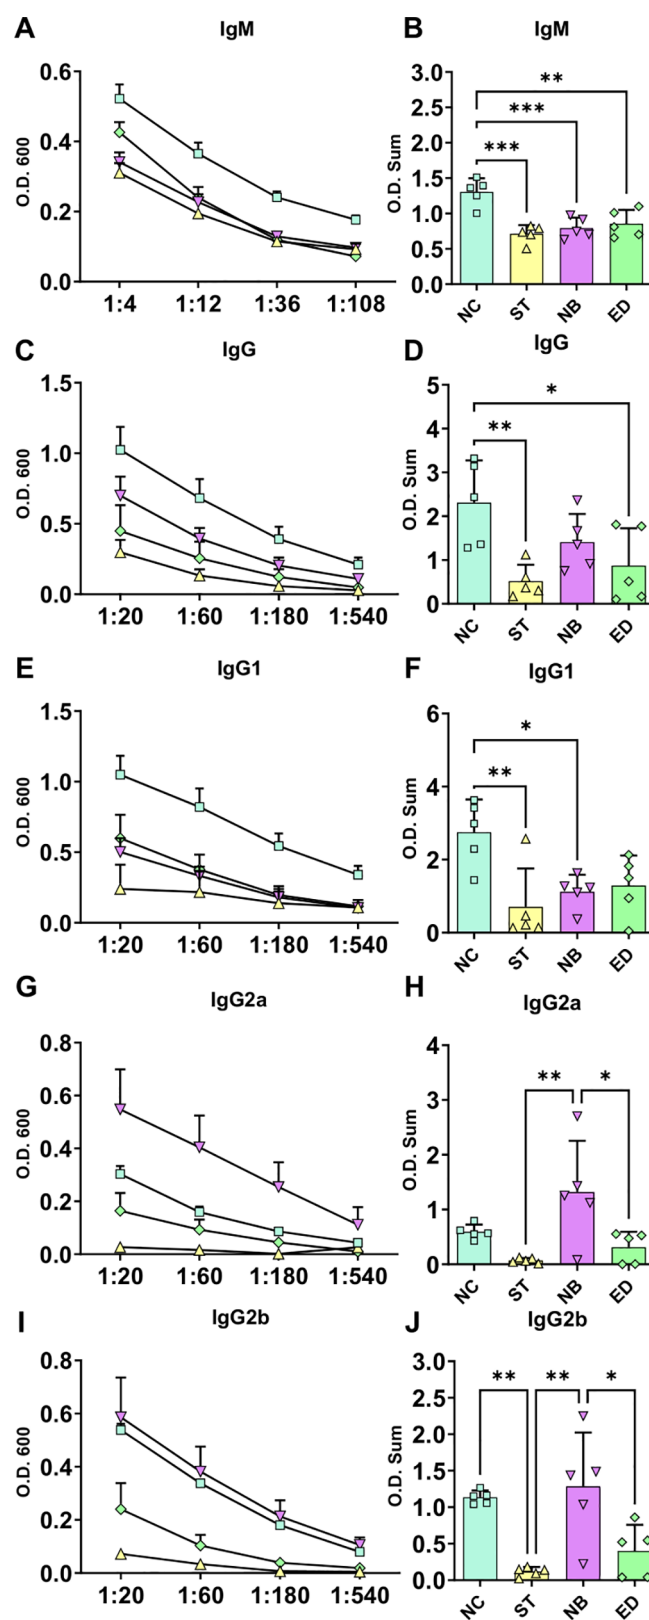 A
IgM
O.D. 600
0.6
0.4
0.2
0.0
1:4 1:12 1:36 1:108
B
IgM
O.D. Sum
3.0
2.5
2.0
1.5
1.0
0.5
0.0
**
***
***
NC ST NB ED
C
IgG
O.D. 600
1.5
1.0
0.5
0.0
1:20 1:60 1:180 1:540
D
IgG
O.D. Sum
5
4
3
2
1
0
*
**
NC ST NB ED
E
IgG1
O.D. 600
1.5
1.0
0.5
0.0
1:20 1:60 1:180 1:540
F
IgG1
O.D. Sum
6
4
2
0
*
**
NC ST NB ED
G
IgG2a
O.D. 600
0.8
0.6
0.4
0.2
0.0
1:20 1:60 1:180 1:540
H
IgG2a
O.D. Sum
4
3
2
1
0
** *
NC ST NB ED
I
IgG2b
O.D. 600
0.8
0.6
0.4
0.2
0.0
1:20 1:60 1:180 1:540
J
IgG2b
O.D. Sum
3.0
2.5
2.0
1.5
1.0
0.5
0.0
** ** *
NC ST NB ED